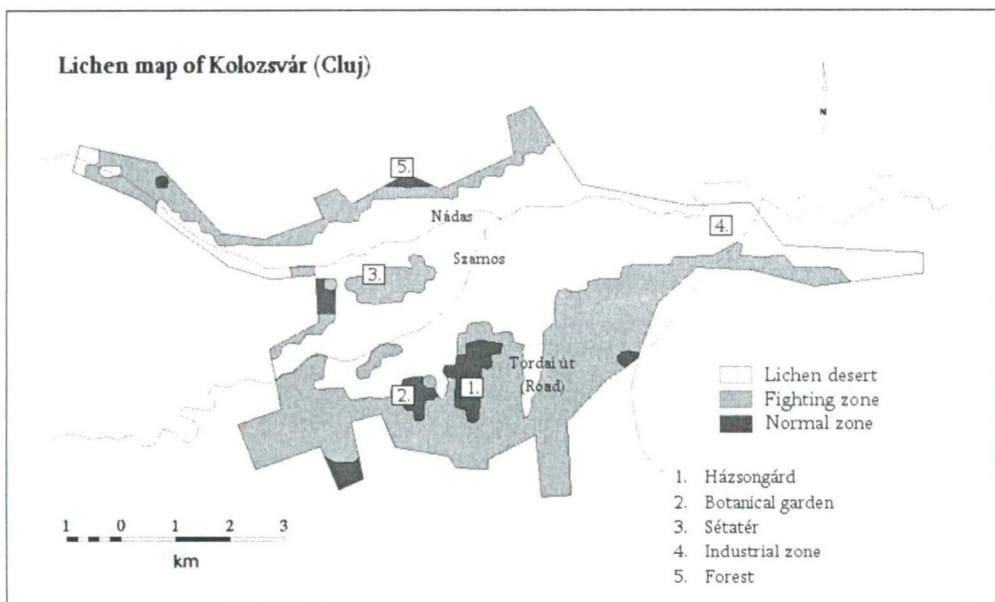 Lichen map of Kolozsvár (Cluj)
N
5.
Nádas
4.
Szamos
3.
Tordai út
(Road)
2.
1.
Lichen desert
Fighting zone
Normal zone
1. Házsongárd
2. Botanical garden
3. Sétatér
4. Industrial zone
5. Forest
1 0 1 2 3
km